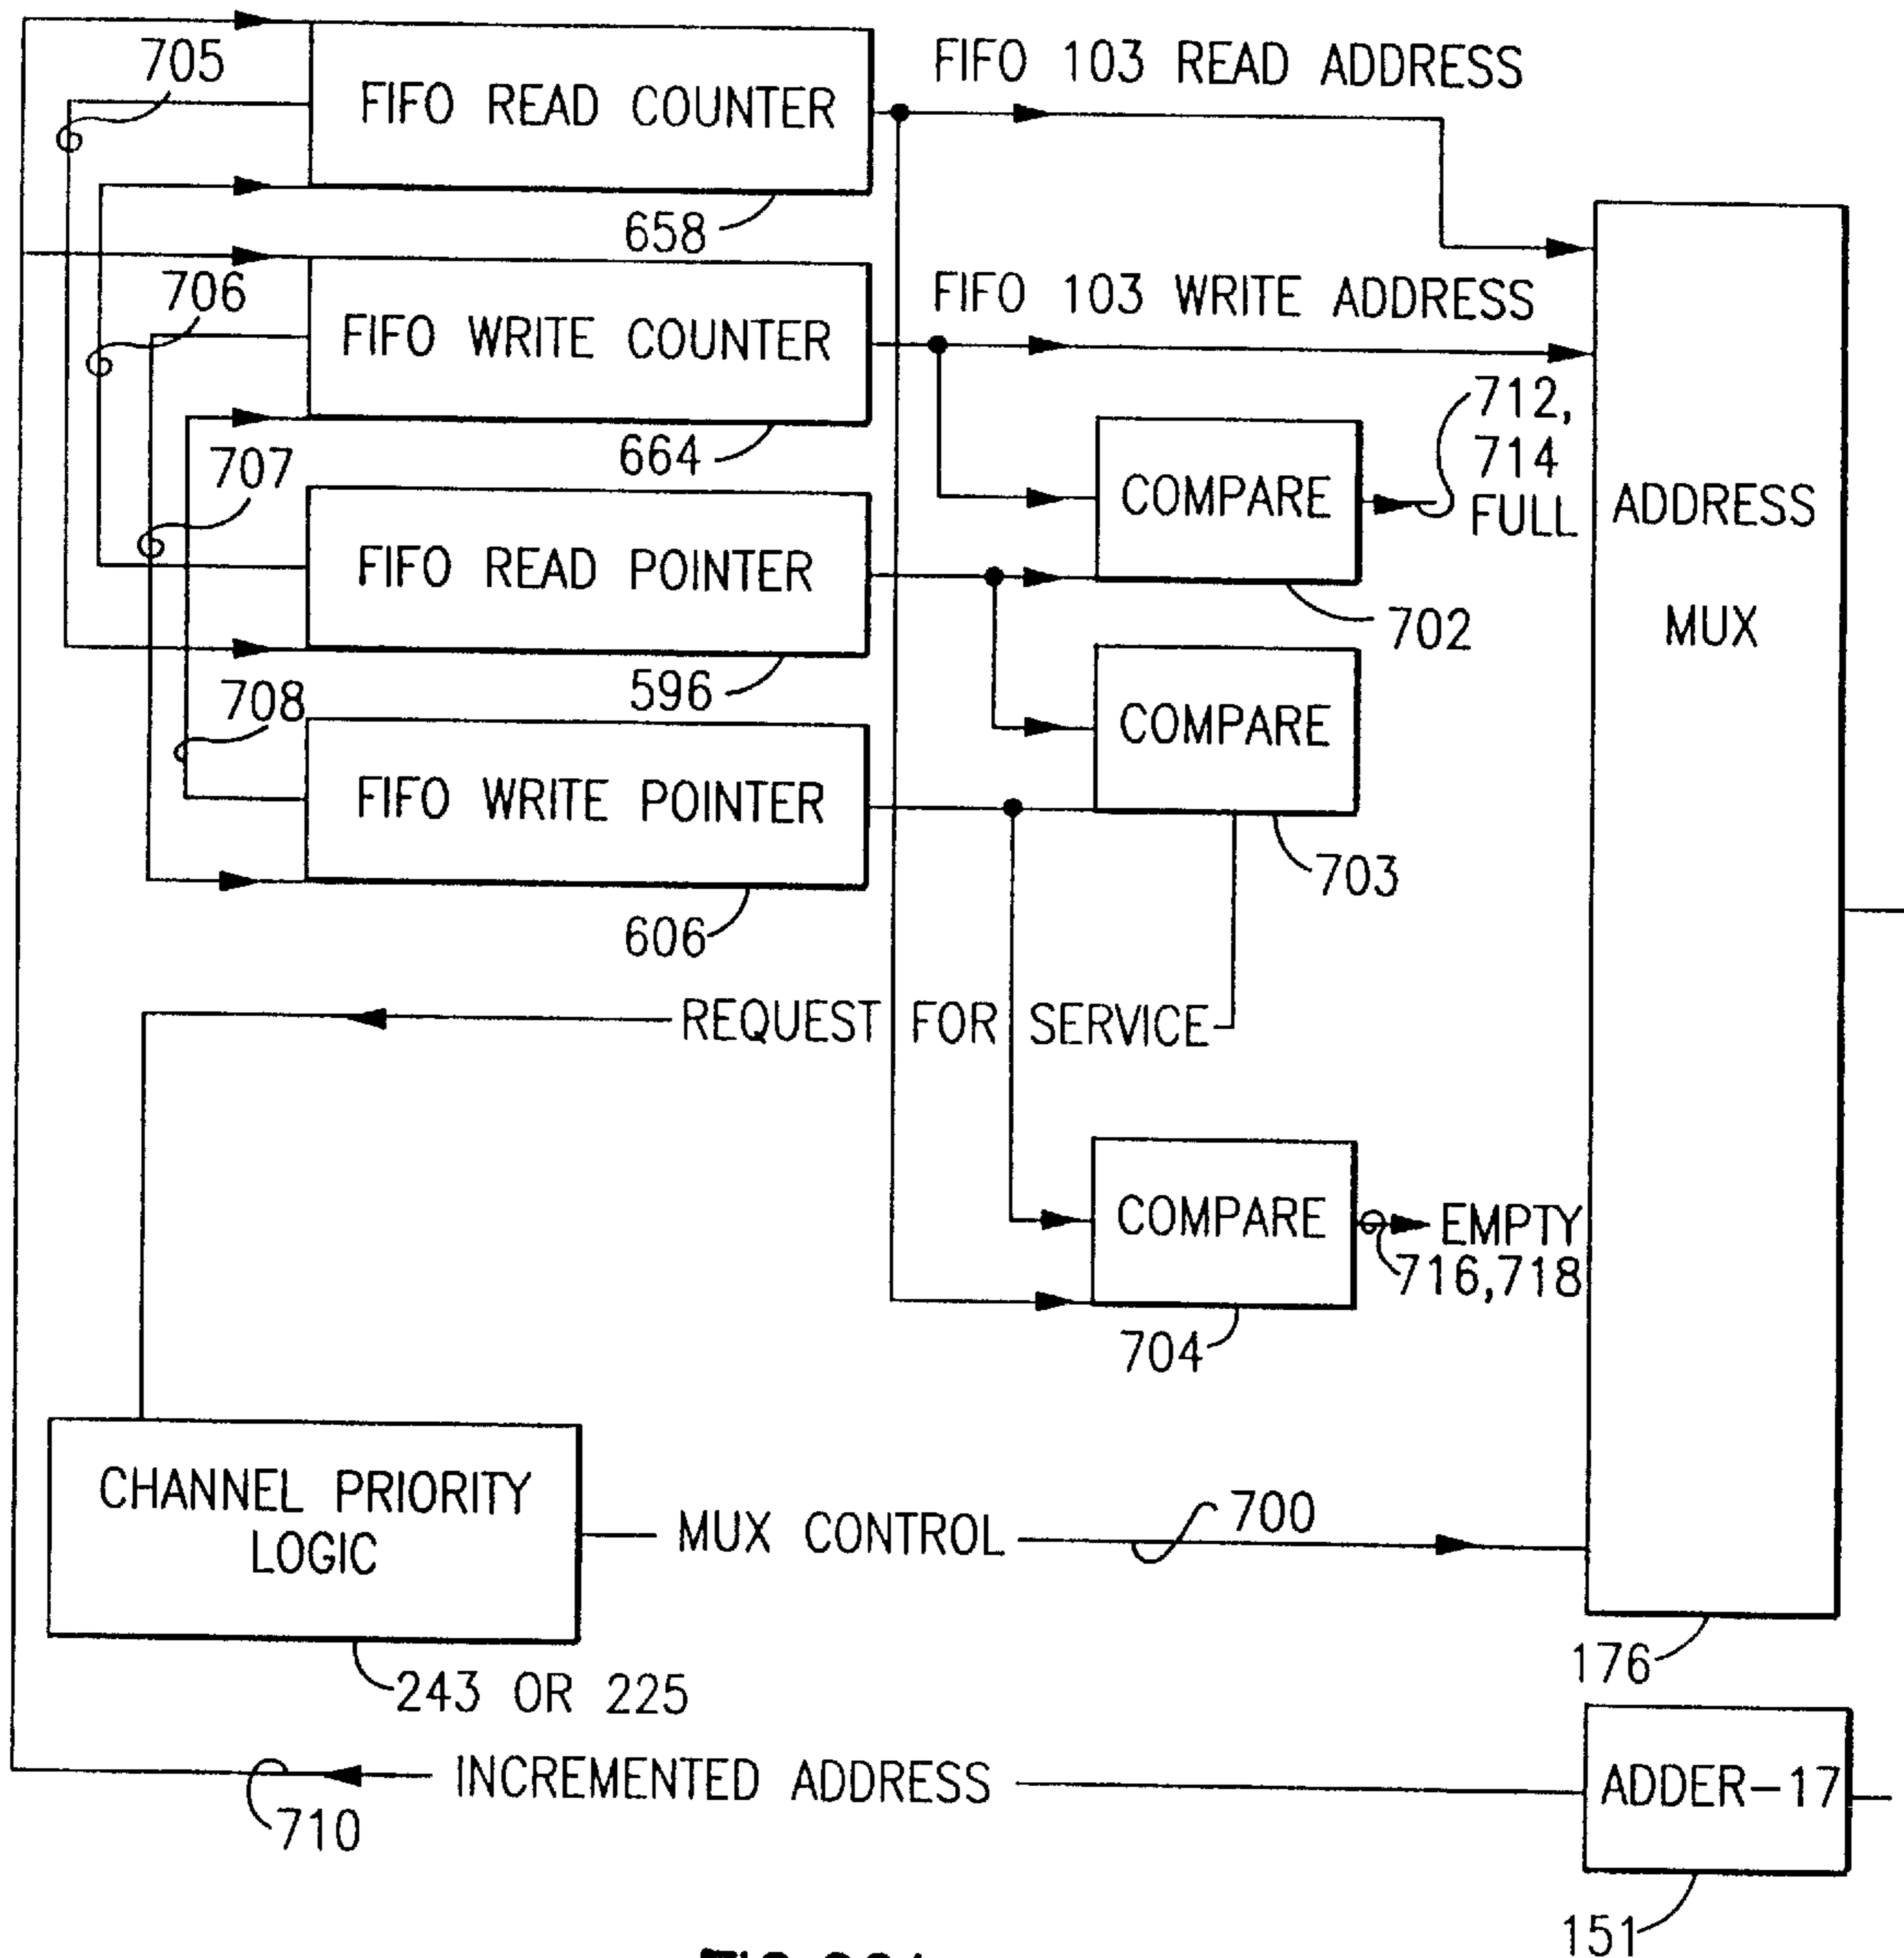 705
FIFO READ COUNTER
FIFO 103 READ ADDRESS
658
706
FIFO WRITE COUNTER
FIFO 103 WRITE ADDRESS
664
712,
714
FULL
COMPARE
702
ADDRESS
MUX
707
FIFO READ POINTER
596
COMPARE
703
708
FIFO WRITE POINTER
606
REQUEST FOR SERVICE
COMPARE
EMPTY
716,718
704
CHANNEL PRIORITY
LOGIC
MUX CONTROL
700
243 OR 225
176
INCREMENTED ADDRESS
710
ADDER-17
151